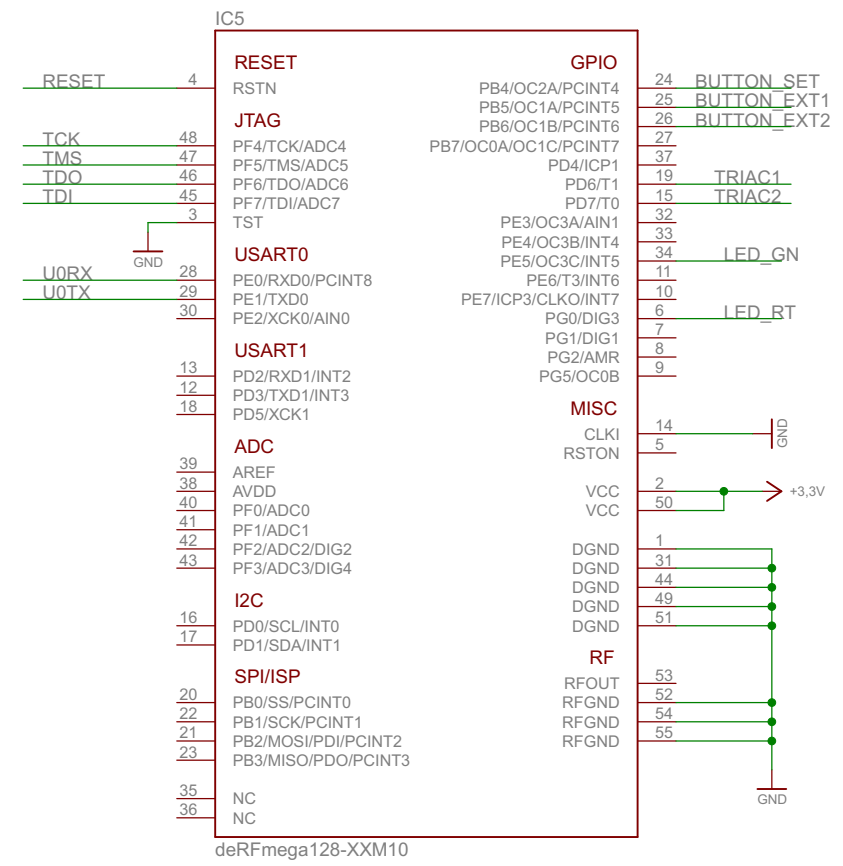 IC5
RESET
RESET 4 RSTN
JTAG
TCK 48 PF4/TCK/ADC4
TMS 47 PF5/TMS/ADC5
TDO 46 PF6/TDO/ADC6
TDI 45 PF7/TDI/ADC7
3 TST
GND
USART0
U0RX 28 PE0/RXD0/PCINT8
U0TX 29 PE1/TXD0
30 PE2/XCK0/AIN0
USART1
13 PD2/RXD1/INT2
12 PD3/TXD1/INT3
18 PD5/XCK1
ADC
39 AREF
38 AVDD
40 PF0/ADC0
41 PF1/ADC1
42 PF2/ADC2/DIG2
43 PF3/ADC3/DIG4
I2C
16 PD0/SCL/INT0
17 PD1/SDA/INT1
SPI/ISP
20 PB0/SS/PCINT0
22 PB1/SCK/PCINT1
21 PB2/MOSI/PDI/PCINT2
23 PB3/MISO/PDO/PCINT3
35 NC
36 NC
GPIO
PB4/OC2A/PCINT4 24 BUTTON_SET
PB5/OC1A/PCINT5 25 BUTTON_EXT1
PB6/OC1B/PCINT6 26 BUTTON_EXT2
PB7/OC0A/OC1C/PCINT7 27
PD4/ICP1 37
PD6/T1 19 TRIAC1
PD7/T0 15 TRIAC2
PE3/OC3A/AIN1 32
PE4/OC3B/INT4 33
PE5/OC3C/INT5 34 LED_GN
PE6/T3/INT6 11
PE7/ICP3/CLKO/INT7 10
PG0/DIG3 6 LED_RT
PG1/DIG1 7
PG2/AMR 8
PG5/OC0B 9
MISC
CLKI 14 GND
RSTON 5
VCC 2 +3,3V
VCC 50
DGND 1
DGND 31
DGND 44
DGND 49
DGND 51
RF
RFOUT 53
RFGND 52
RFGND 54
RFGND 55
GND
deRFmega128-XXM10